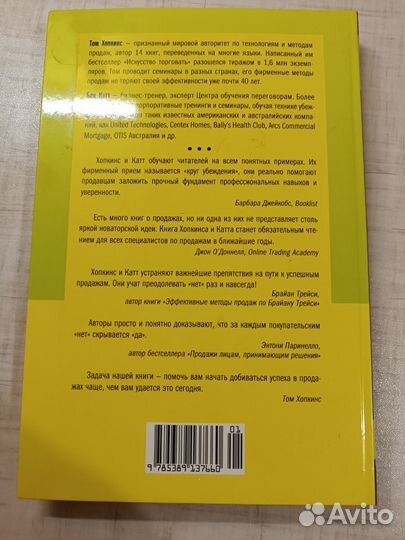 Том Хопкинс — признанный мировой авторитет по технологиям и методам
продаж, автор 14 книг, переведенных на многие языки. Написанный им
бестселлер «Искусство торговать» разошелся тиражом в 1,6 млн экзем-
пляров. Том проводит семинары в разных странах, его фирменные методы
продаж не теряют своей эффективности уже почти 40 лет.
Бен Катт — бизнес-тренер, эксперт Центра обучения переговорам. Более
корпоративные тренинги и семинары, обучая технике убеж-
таких известных американских и австралийских
компаний, как United Technologies, Centex Homes, Bally's Health Club, Arcs Commercial
Mortgage, OTIS Австралия и др.
• • •
Хопкинс и Катт обучают читателей на всем понятных примерах. Их
фирменный прием называется «круг убеждения», они реально помогают
продавцам заложить прочный фундамент профессиональных навыков и
уверенности.
Барбара Джейкобс, Booklist
Есть много книг о продажах, но ни одна из них не представляет столь
яркой новаторской идеи. Книга Хопкинса и Катта станет обязательным
чтением для всех специалистов по продажам в ближайшие годы.
Джон О'Доннелл, Online Trading Academy
Хопкинс и Катт устраняют важнейшие препятствия на пути к успешным
продажам. Они учат преодолевать «нет» раз и навсегда!
Брайан Трейси,
автор книги «Эффективные методы продаж по Брайану Трейси»
Авторы просто и понятно доказывают, что за каждым покупательским
«нет» скрывается «да».
Энтони Паринелло,
автор бестселлера «Продажи лицам, принимающим решения»
Задача нашей книги — помочь вам начать добиваться успеха в прода-
жах чаще, чем вам удается это сегодня.
Том Хопкинс
01
9 785389 137660
Avito